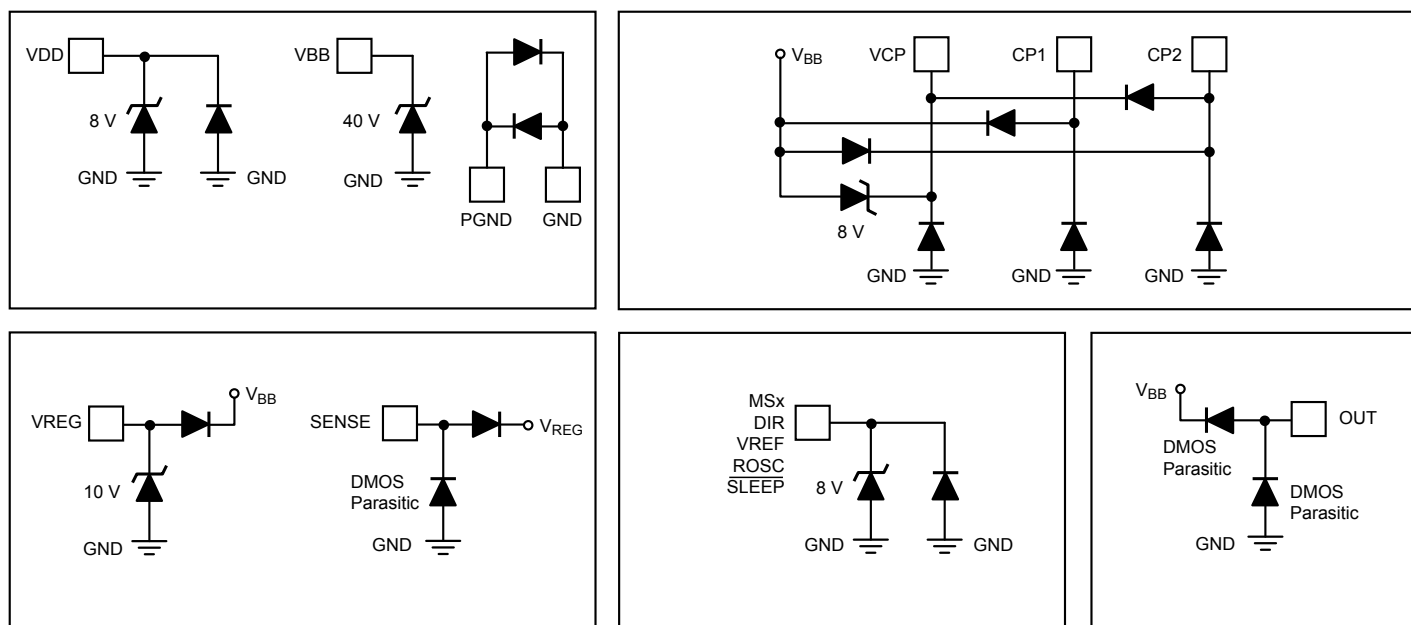 VDD
8 V
GND
GND
VBB
40 V
GND
PGND
GND
VBB
VCP
CP1
CP2
8 V
GND
GND
GND
VREG
VBB
10 V
GND
SENSE
VREG
DMOS
Parasitic
GND
MSx
DIR
VREF
ROSC
SLEEP
8 V
GND
GND
VBB
OUT
DMOS
Parasitic
DMOS
Parasitic
GND